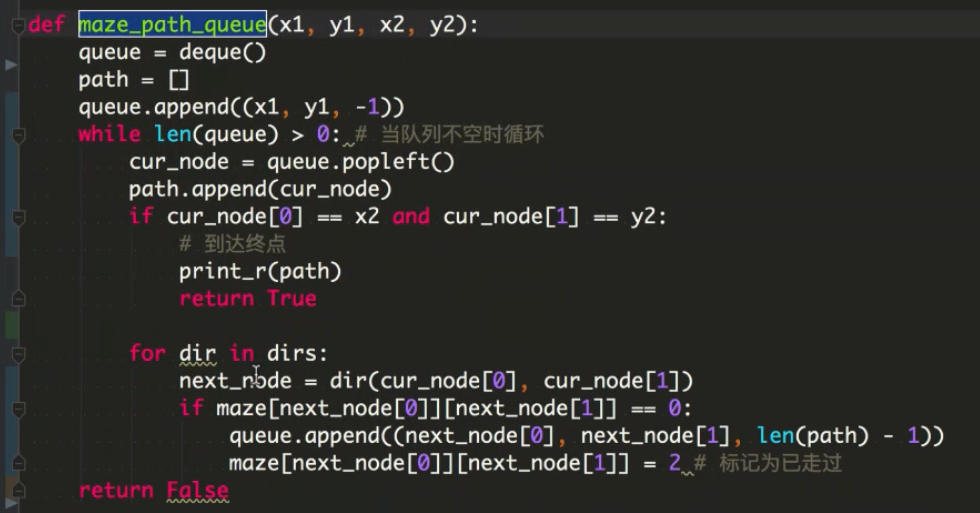 def maze_path_queue(x1, y1, x2, y2):
    queue = deque()
    path = []
    queue.append((x1, y1, -1))
    while len(queue) > 0: # 当队列不空时循环
        cur_node = queue.popleft()
        path.append(cur_node)
        if cur_node[0] == x2 and cur_node[1] == y2:
            # 到达终点
            print_r(path)
            return True

        for dir in dirs:
            next_node = dir(cur_node[0], cur_node[1])
            if maze[next_node[0]][next_node[1]] == 0:
                queue.append((next_node[0], next_node[1], len(path) - 1))
                maze[next_node[0]][next_node[1]] = 2 # 标记为已走过
    return False